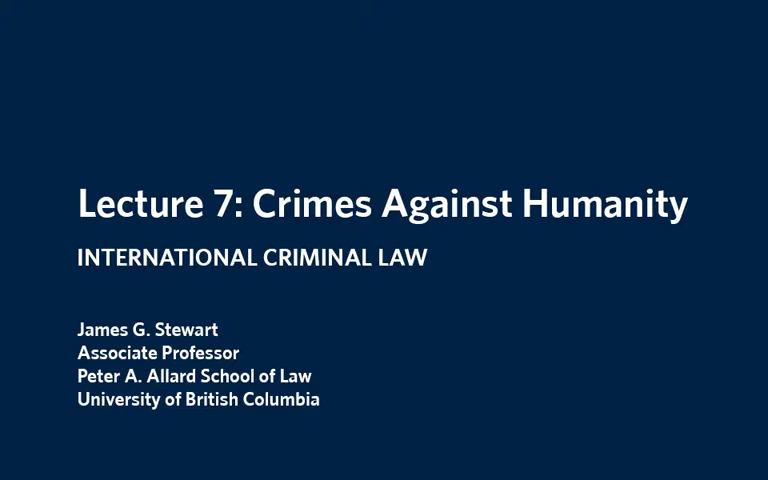 Lecture 7: Crimes Against Humanity
INTERNATIONAL CRIMINAL LAW
James G. Stewart
Associate Professor
Peter A. Allard School of Law
University of British Columbia